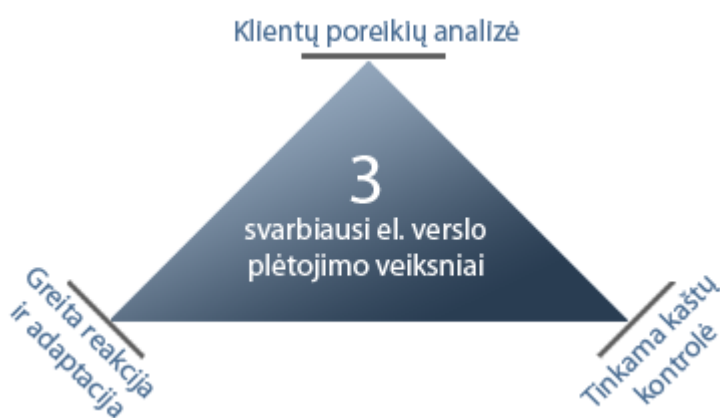 Klientų poreikių analizė
3
svarbiausi el. verslo
plėtojimo veiksniai
Greita reakcija
ir adaptacija
Tinkama kaštų
kontrolė